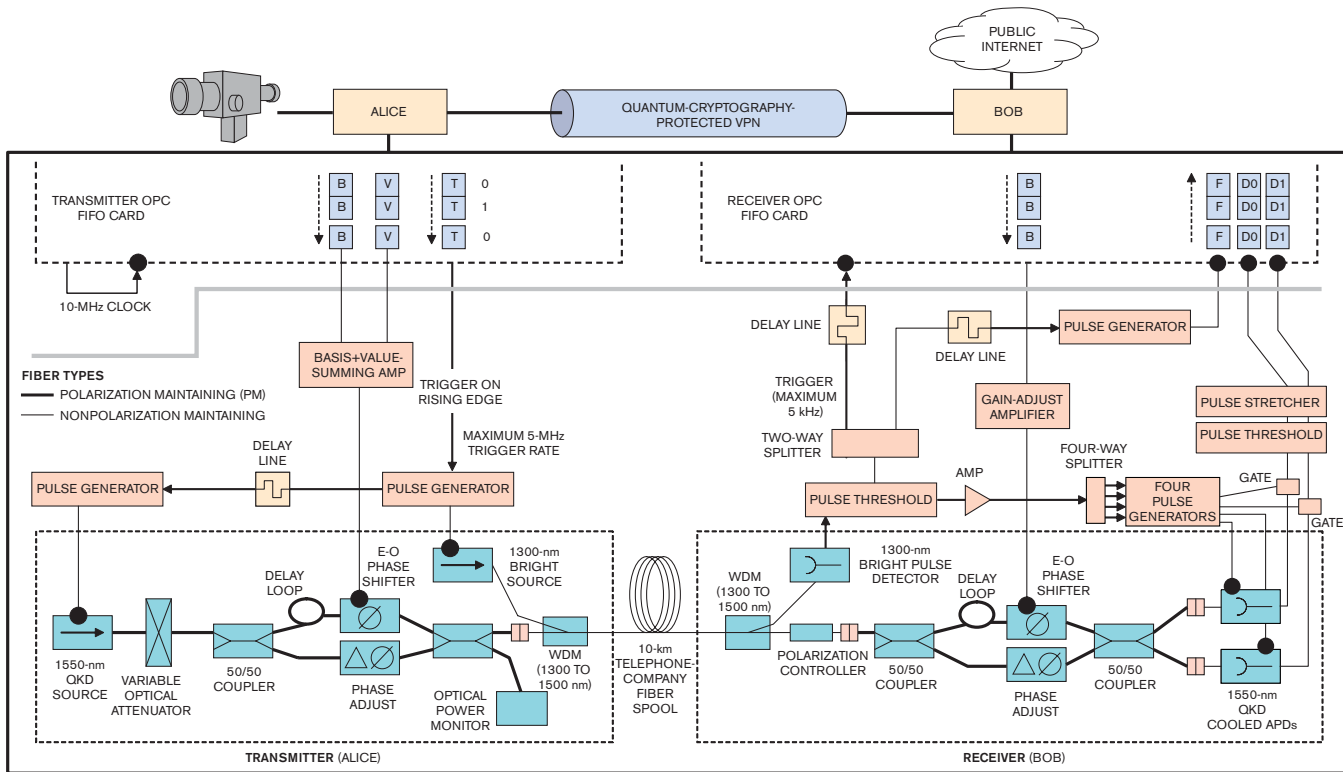 PUBLIC
INTERNET
ALICE
QUANTUM-CRYPTOGRAPHY-
PROTECTED VPN
BOB
TRANSMITTER OPC
FIFO CARD
B
V
T
0
B
V
T
1
B
V
T
0
RECEIVER OPC
FIFO CARD
B
B
B
F
D0
D1
F
D0
D1
F
D0
D1
10-MHz CLOCK
DELAY LINE
DELAY LINE
PULSE GENERATOR
FIBER TYPES
POLARIZATION MAINTAINING (PM)
NONPOLARIZATION MAINTAINING
BASIS+VALUE-
SUMMING AMP
TRIGGER ON
RISING EDGE
MAXIMUM 5-MHz
TRIGGER RATE
TRIGGER
(MAXIMUM
5 kHz)
TWO-WAY
SPLITTER
GAIN-ADJUST
AMPLIFIER
PULSE STRETCHER
PULSE THRESHOLD
DELAY
LINE
PULSE GENERATOR
PULSE GENERATOR
PULSE THRESHOLD
AMP
FOUR-WAY
SPLITTER
FOUR
PULSE
GENERATORS
GATE
GATE
DELAY
LOOP
E-O
PHASE
SHIFTER
1300-nm
BRIGHT
SOURCE
1550-nm
QKD
SOURCE
VARIABLE
OPTICAL
ATTENUATOR
50/50
COUPLER
PHASE
ADJUST
OPTICAL
POWER
MONITOR
WDM
(1300 TO
1500 nm)
10-km
TELEPHONE-
COMPANY
FIBER
SPOOL
WDM
(1300 TO
1500 nm)
1300-nm
BRIGHT PULSE
DETECTOR
DELAY
LOOP
E-O
PHASE
SHIFTER
POLARIZATION
CONTROLLER
50/50
COUPLER
PHASE
ADJUST
50/50
COUPLER
1550-nm
QKD
COOLED APDs
TRANSMITTER (ALICE)
RECEIVER (BOB)